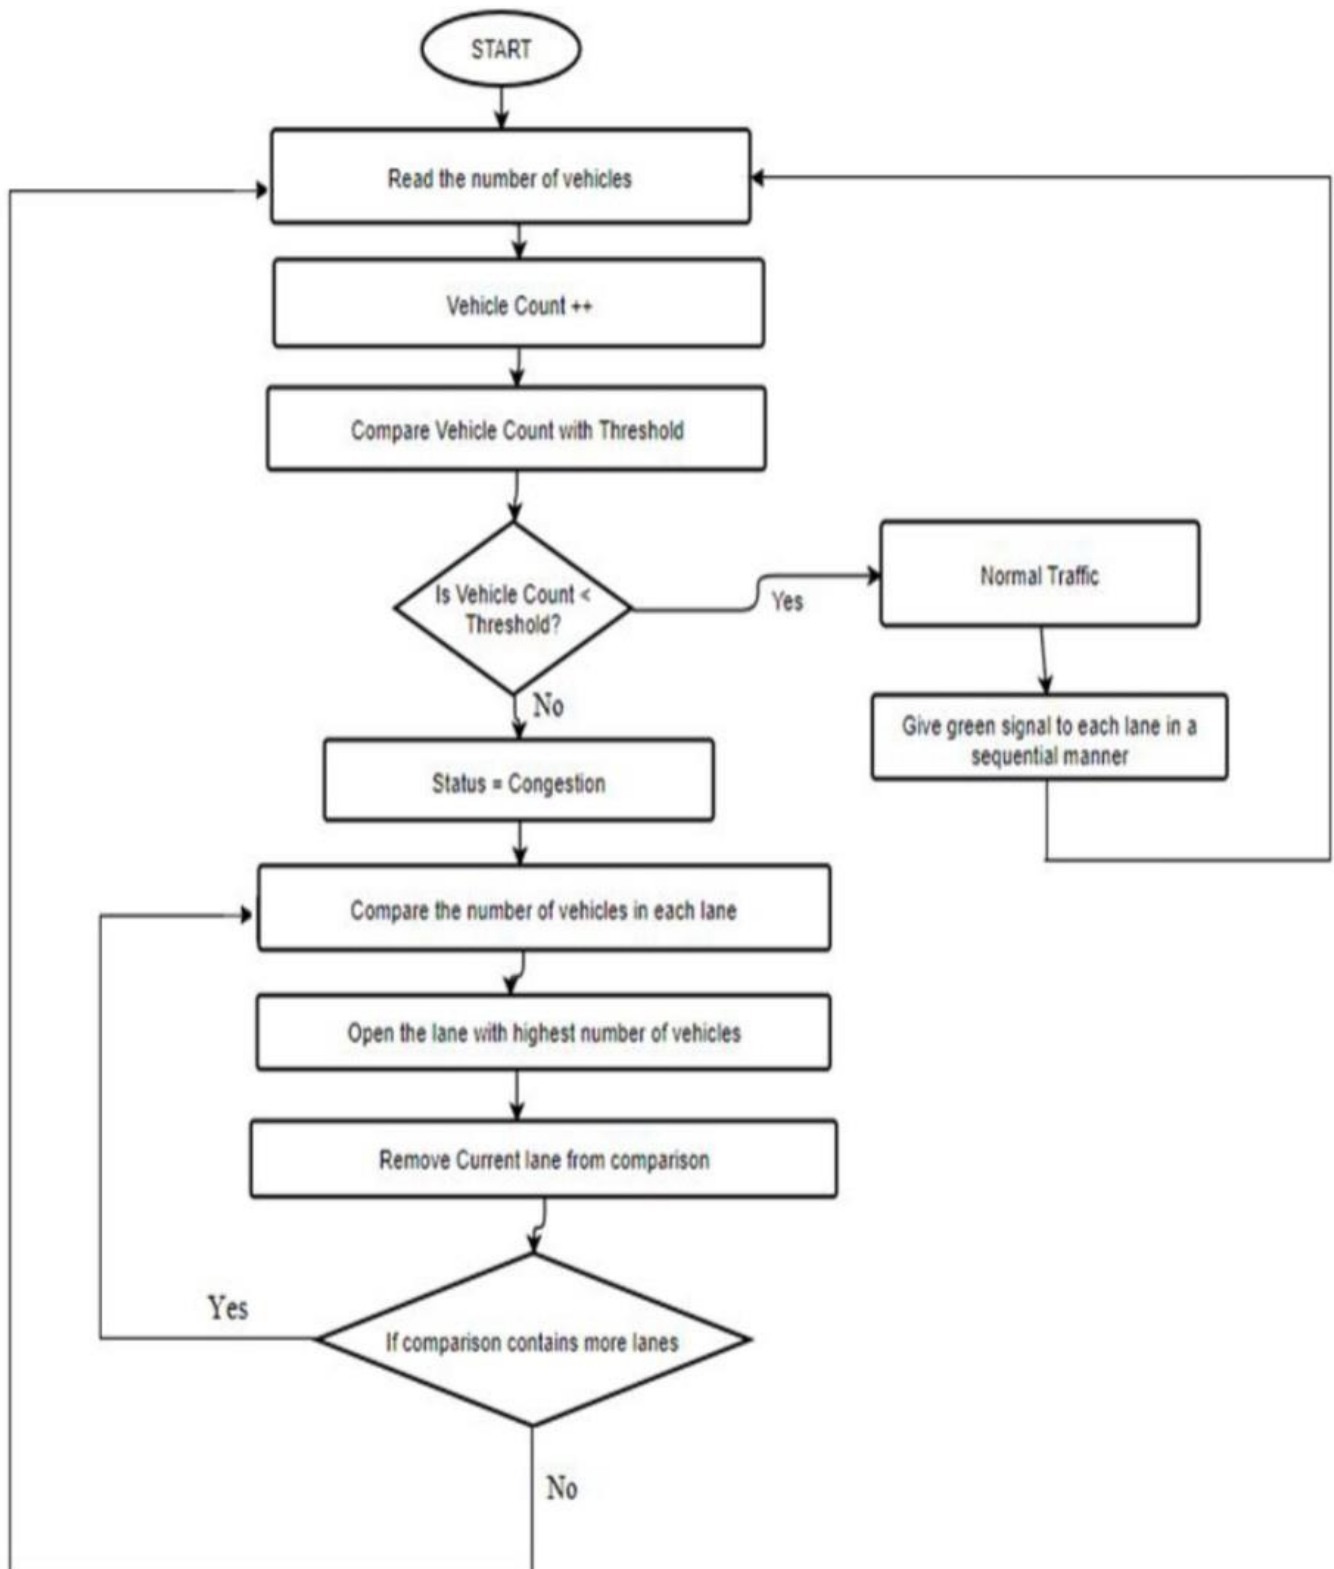 START
Read the number of vehicles
Vehicle Count ++
Compare Vehicle Count with Threshold
Is Vehicle Count <
Threshold?
Yes
Normal Traffic
No
Give green signal to each lane in a
sequential manner
Status = Congestion
Compare the number of vehicles in each lane
Open the lane with highest number of vehicles
Remove Current lane from comparison
Yes
If comparison contains more lanes
No